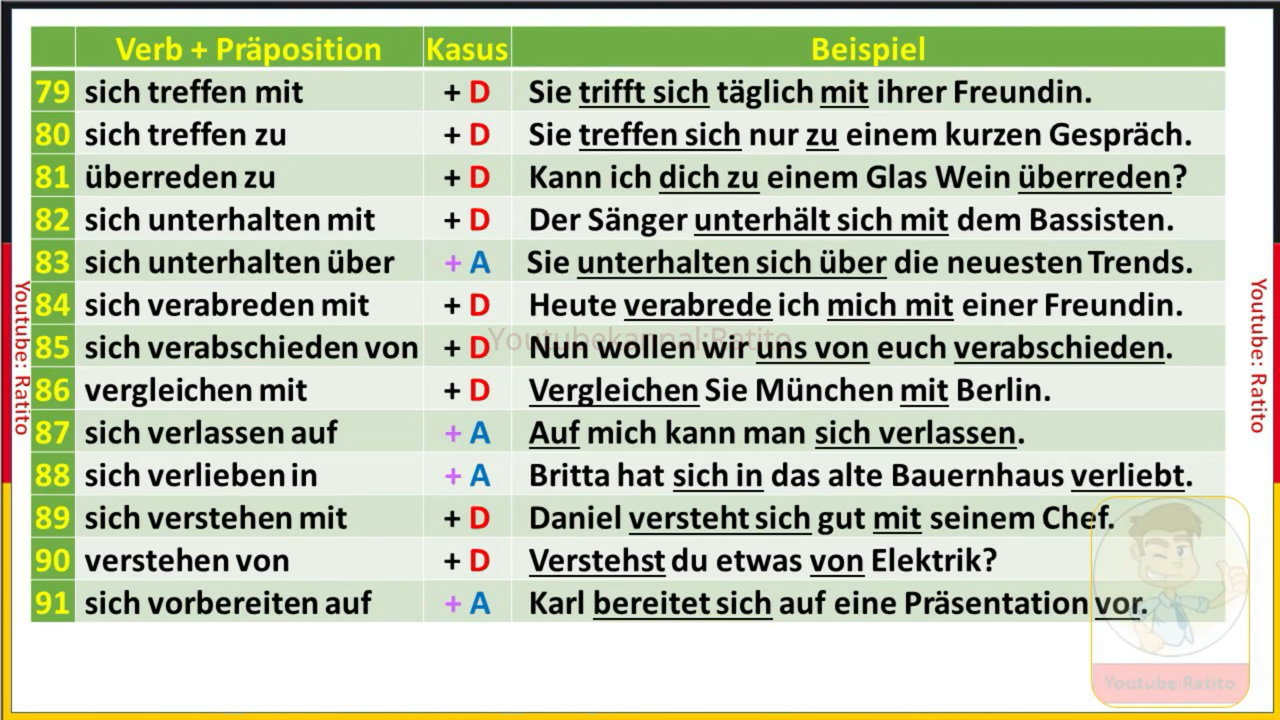 Verb + Präposition Kasus Beispiel
79 sich treffen mit + D Sie trifft sich täglich mit ihrer Freundin.
80 sich treffen zu + D Sie treffen sich nur zu einem kurzen Gespräch.
81 überreden zu + D Kann ich dich zu einem Glas Wein überreden?
82 sich unterhalten mit + D Der Sänger unterhält sich mit dem Bassisten.
83 sich unterhalten über + A Sie unterhalten sich über die neuesten Trends.
84 sich verabreden mit + D Heute verabrede ich mich mit einer Freundin.
Youtubekannal:Ratito
85 sich verabschieden von + D Nun wollen wir uns von euch verabschieden.
86 vergleichen mit + D Vergleichen Sie München mit Berlin.
87 sich verlassen auf + A Auf mich kann man sich verlassen.
88 sich verlieben in + A Britta hat sich in das alte Bauernhaus verliebt.
89 sich verstehen mit + D Daniel versteht sich gut mit seinem Chef.
90 verstehen von + D Verstehst du etwas von Elektrik?
91 sich vorbereiten auf + A Karl bereitet sich auf eine Präsentation vor.
Youtube: Ratito
Youtube: Ratito
Youtube:Ratito